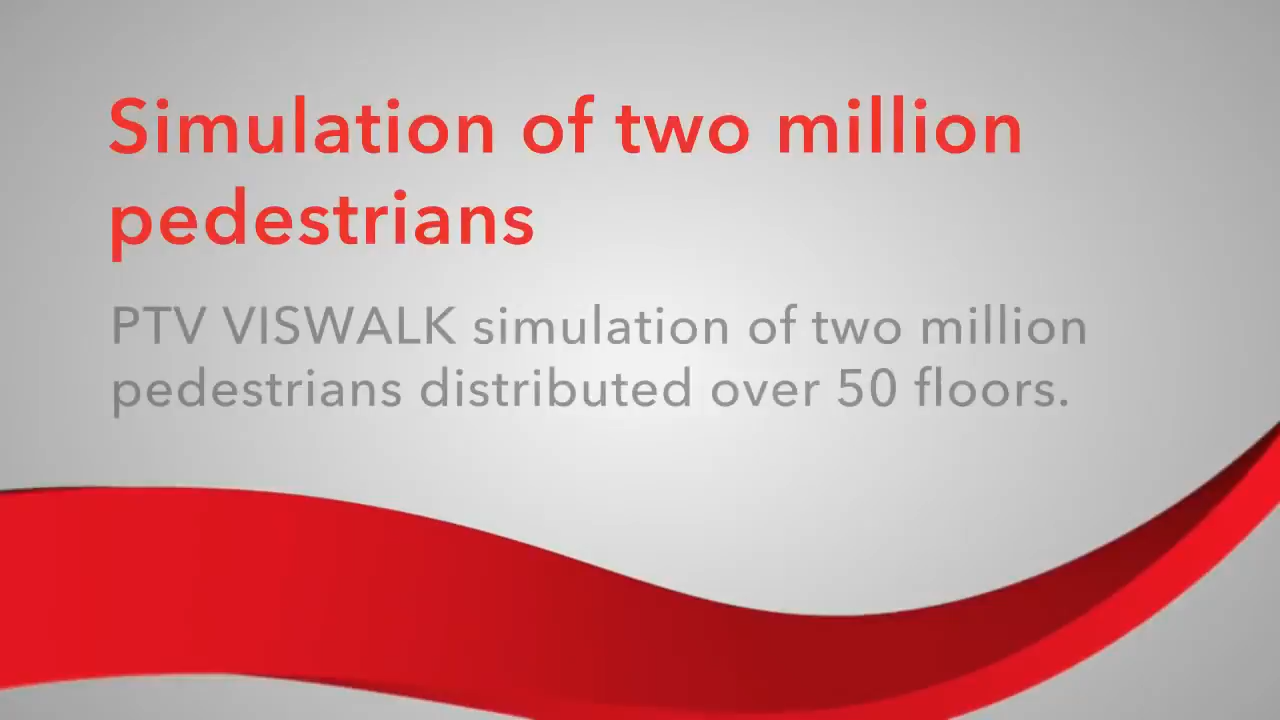 Simulation of two million
pedestrians
PTV VISWALK simulation of two million
pedestrians distributed over 50 floors.